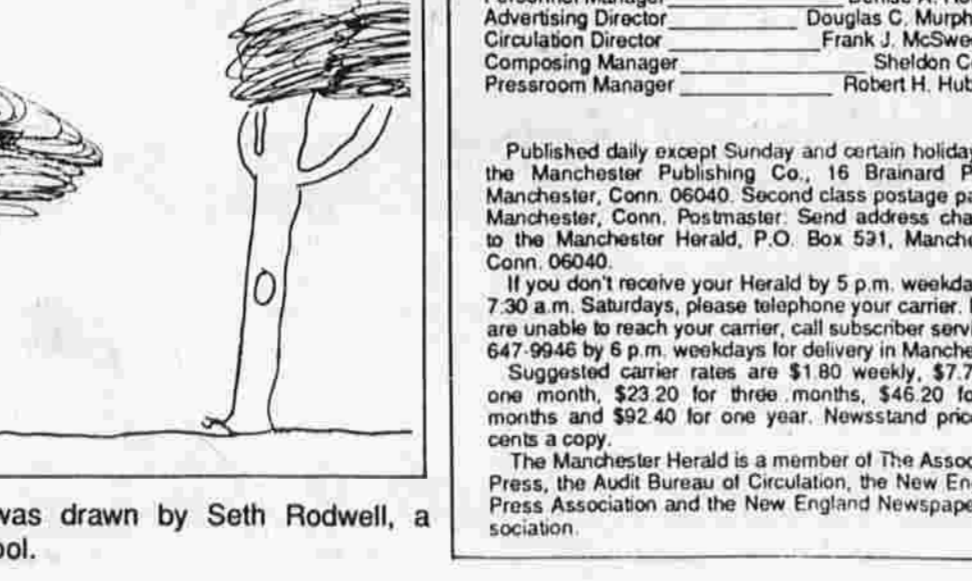 Advertising Director Douglas C. Murph
Circulation Director Frank J. McSwe
Composing Manager Sheldon C
Pressroom Manager Robert H. Hub
Published daily except Sunday and certain holiday
the Manchester Publishing Co., 16 Brainard P
Manchester, Conn. 06040. Second class postage pa
Manchester, Conn. Postmaster: Send address cha
to the Manchester Herald, P.O. Box 591, Manche
Conn. 06040.
If you don't receive your Herald by 5 p.m. weekda
7:30 a.m. Saturdays, please telephone your carrier.
are unable to reach your carrier, call subscriber servi
647-9946 by 6 p.m. weekdays for delivery in Manche
Suggested carrier rates are $1.80 weekly, $7.7
one month, $23.20 for three months, $46.20 fo
months and $92.40 for one year. Newsstand pric
cents a copy.
The Manchester Herald is a member of The Assoc
Press, the Audit Bureau of Circulation, the New En
Press Association and the New England Newspape
sociation.
was drawn by Seth Rodwell, a
ool.